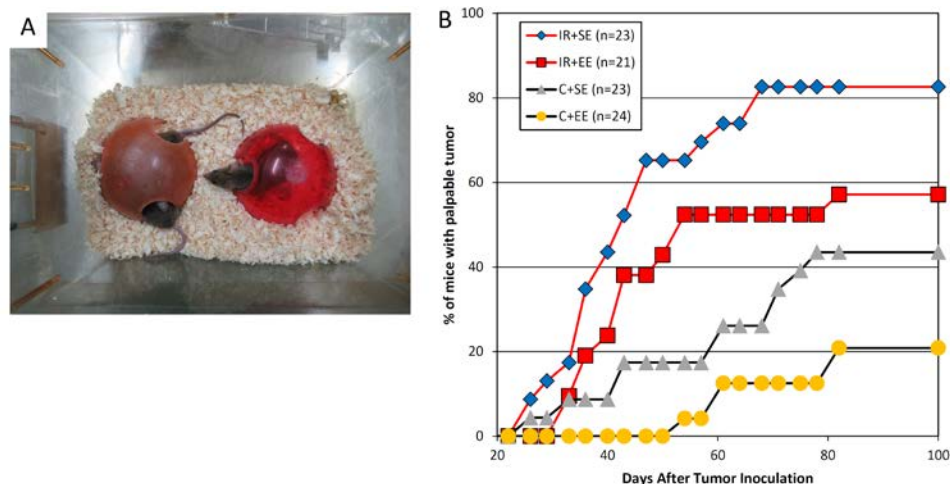 A
B
100
80
60
40
20
0
% of mice with palpable tumor
IR+SE (n=23)
IR+EE (n=21)
C+SE (n=23)
C+EE (n=24)
20 40 60 80 100
Days After Tumor Inoculation